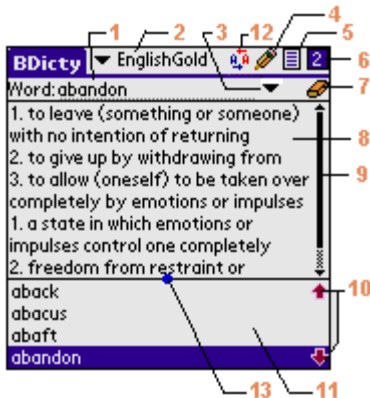 1 2 3 12 4
5
BDicty EnglishGold 2 6
Word: abandon 7
1. to leave (something or someone)
with no intention of returning 8
2. to give up by withdrawing from
3. to allow (oneself) to be taken over 9
completely by emotions or impulses
1. a state in which emotions or
impulses control one completely
2. freedom from restraint or
aback 10
abacus
abaft
abandon
13 11